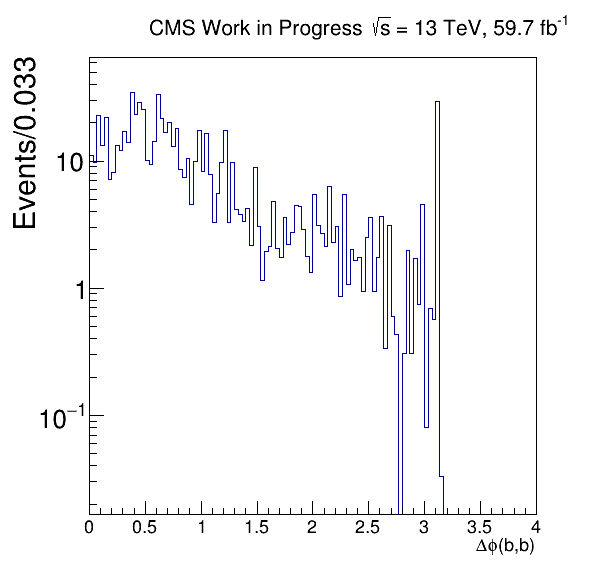 CMS Work in Progress √s = 13 TeV, 59.7 fb⁻¹
Events/0.033
10
1
10⁻¹
0 0.5 1 1.5 2 2.5 3 3.5 4
Δϕ(b,b)